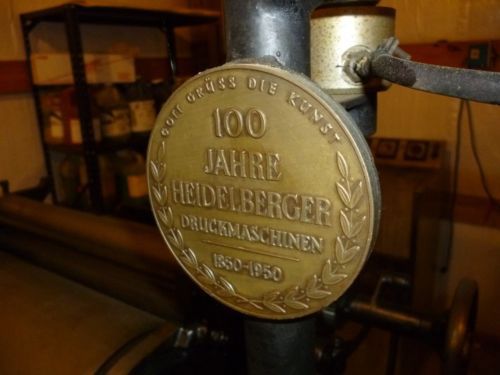 GOTT GRÜSS DIE KUNST
100
JAHRE
HEIDELBERGER
DRUCKMASCHINEN
1850-1950